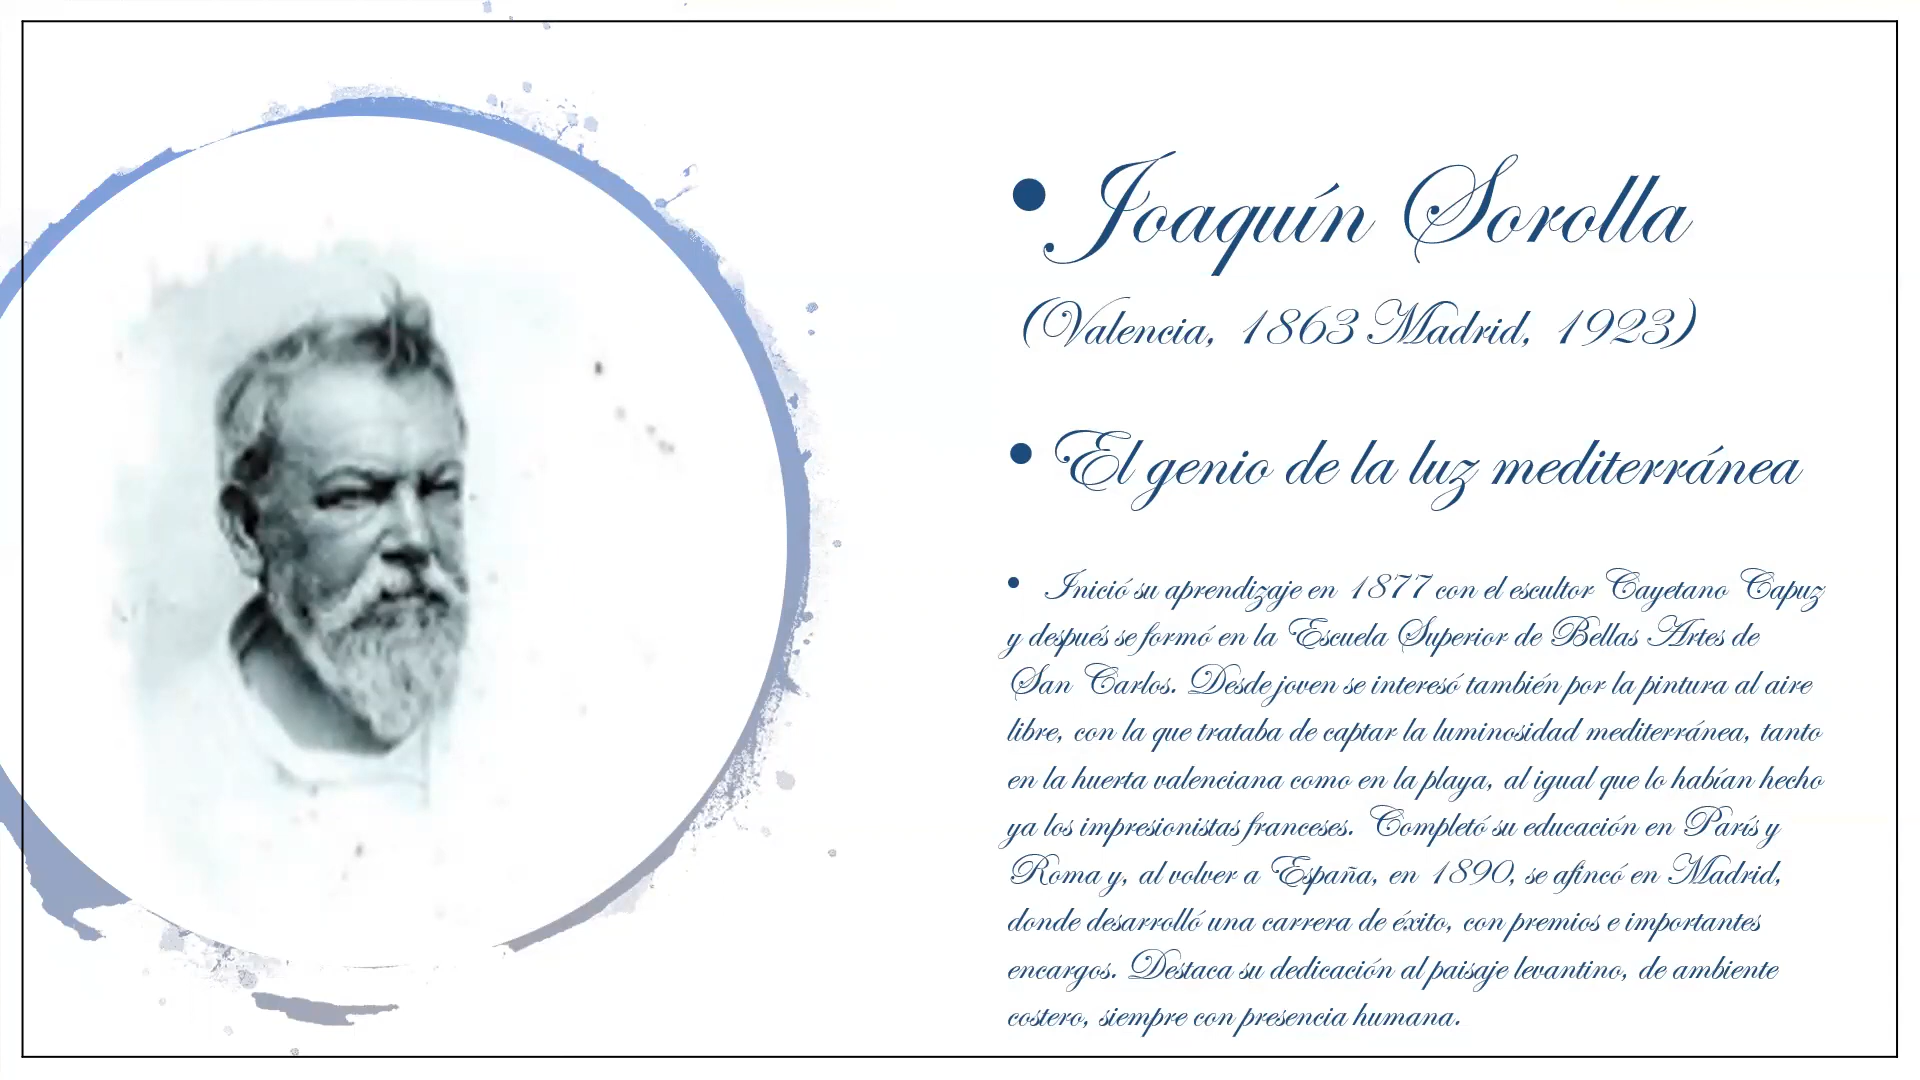 • Joaquín Sorolla
(Valencia, 1863 Madrid, 1923)
• El genio de la luz mediterránea
• Inició su aprendizaje en 1877 con el escultor Cayetano Capuz
y después se formó en la Escuela Superior de Bellas Artes de
San Carlos. Desde joven se interesó también por la pintura al aire
libre, con la que trataba de captar la luminosidad mediterránea, tanto
en la huerta valenciana como en la playa, al igual que lo habían hecho
ya los impresionistas franceses. Completó su educación en París y
Roma y, al volver a España, en 1890, se afincó en Madrid,
donde desarrolló una carrera de éxito, con premios e importantes
encargos. Destaca su dedicación al paisaje levantino, de ambiente
costero, siempre con presencia humana.